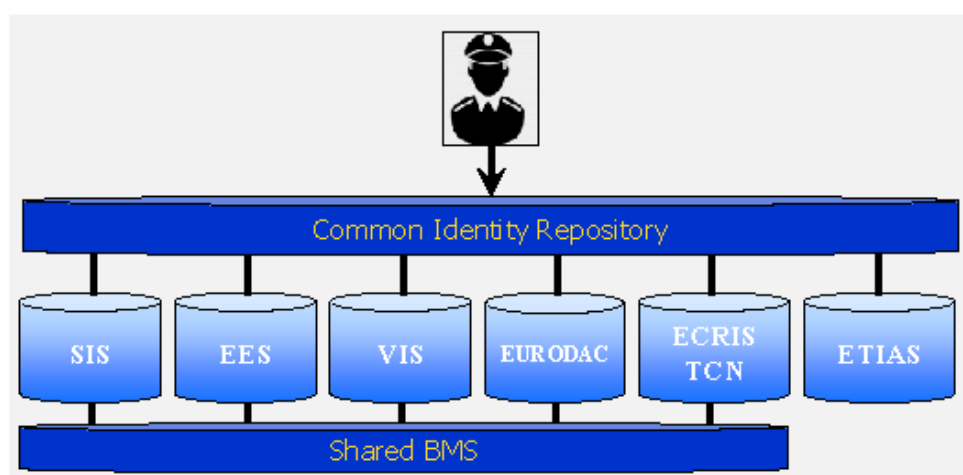 Common Identity Repository
SIS
EES
VIS
EURODAC
ECRIS
TCN
ETIAS
Shared BMS